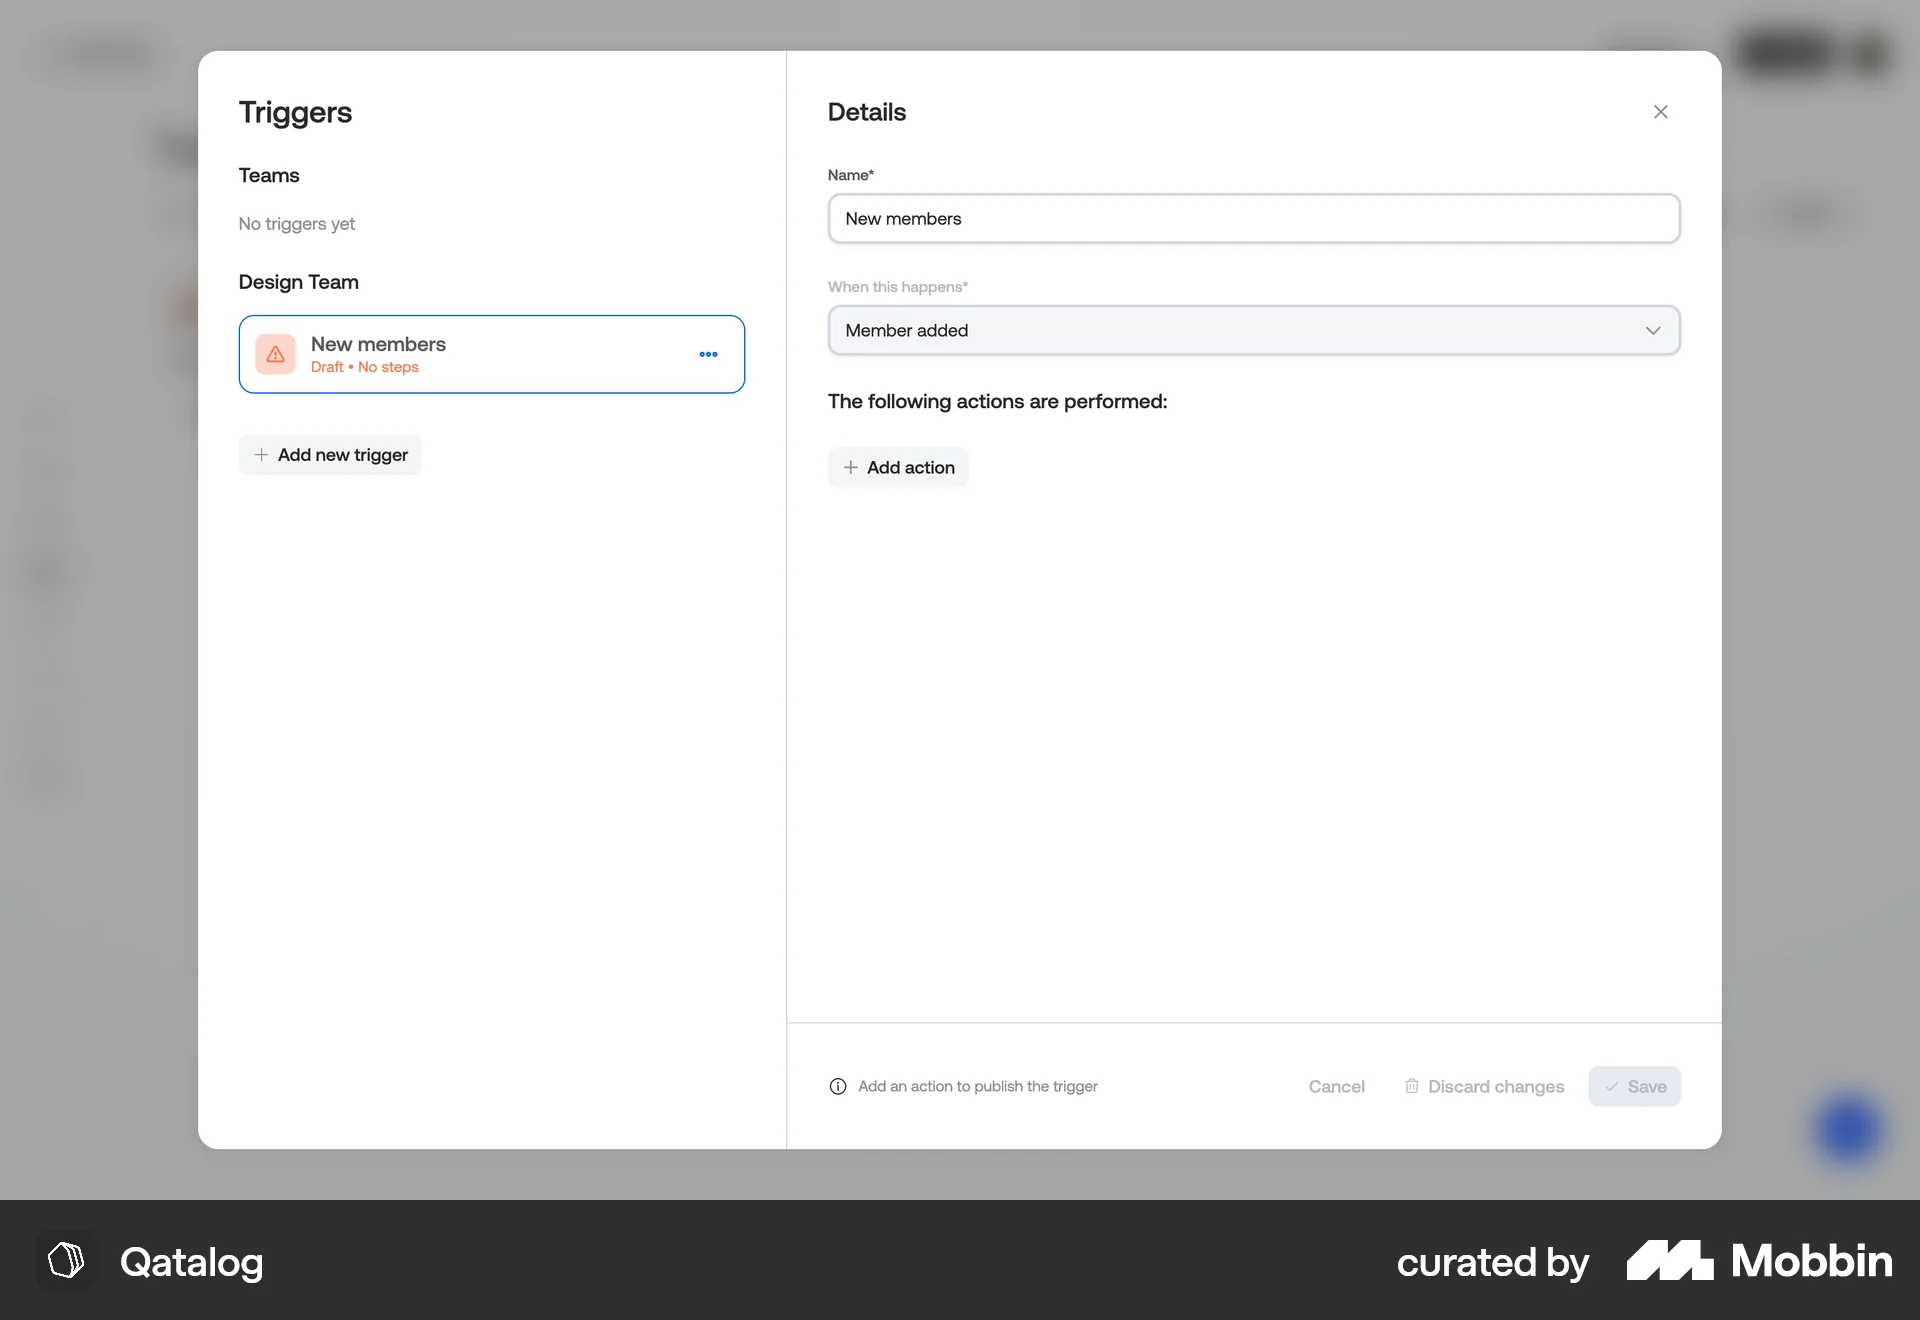 Triggers
Teams
No triggers yet
Design Team
New members
Draft • No steps
Add new trigger
Details
Name*
New members
When this happens*
Member added
The following actions are performed:
Add action
Add an action to publish the trigger
Cancel
Discard changes
Save
Qatalog
curated by
Mobbin